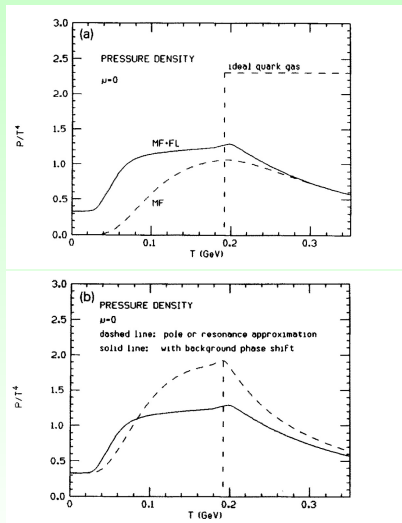 (a)
PRESSURE DENSITY
μ=0
ideal quark gas
MF+FL
MF
P/T⁴
3.0
2.5
2.0
1.5
1.0
0.5
0.0
0
0.1
0.2
0.3
T (GeV)
(b)
PRESSURE DENSITY
μ=0
dashed line: pole or resonance approximation
solid line: with background phase shift
P/T⁴
3.0
2.5
2.0
1.5
1.0
0.5
0.0
0
0.1
0.2
0.3
T (GeV)